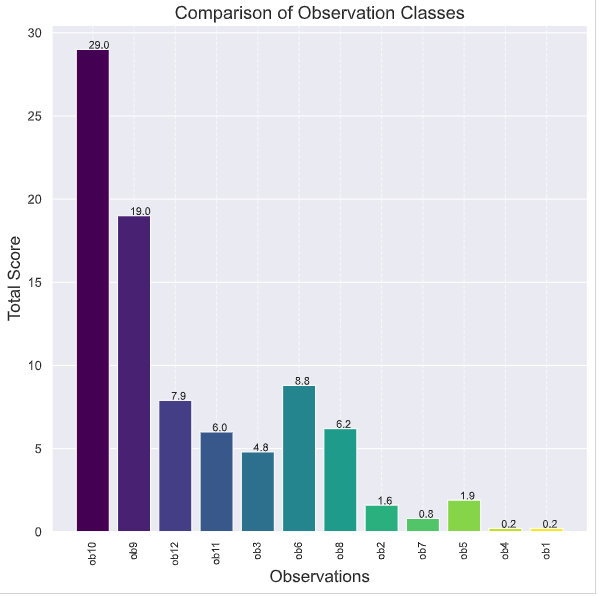 Comparison of Observation Classes
30
25
20
15
10
5
0
Total Score
29.0
19.0
7.9
6.0
4.8
8.8
6.2
1.6
0.8
1.9
0.2
0.2
ob10
ob9
ob12
ob11
ob3
ob6
ob8
ob2
ob7
ob5
ob4
ob1
Observations